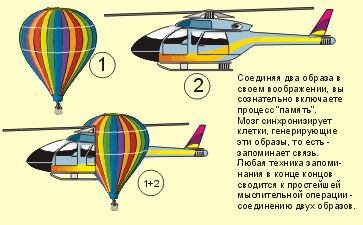 1
2
1+2
Соединяя два образа в
своем воображении, вы
сознательно включаете
процесс "память".
Мозг синхронизирует
клетки, генерирующие
эти образы, то есть -
запоминает связь.
Любая техника запоми-
нания в конце концов
сводится к простейшей
мыслительной операции -
соединению двух образов.